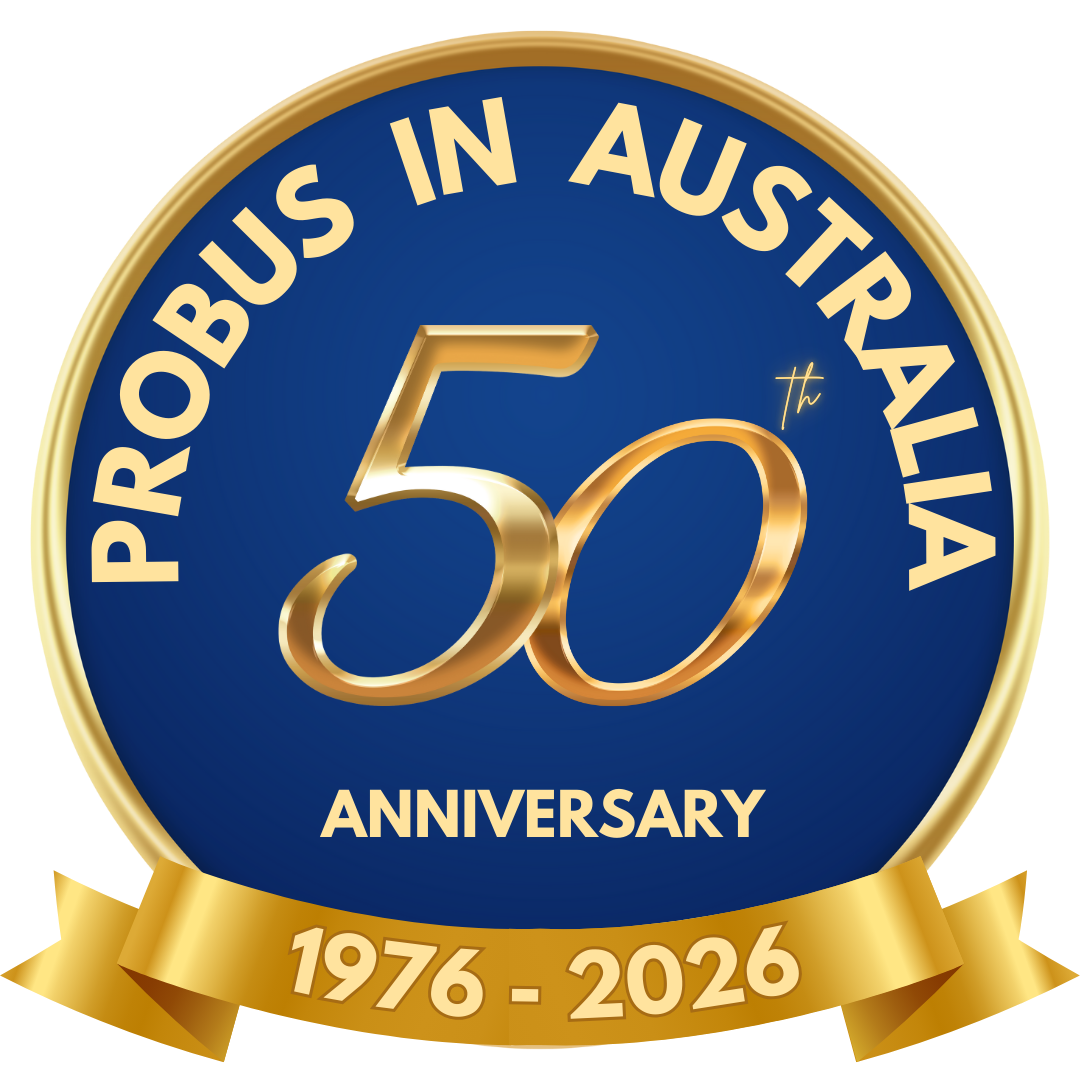 PROBUS IN AUSTRALIA
50th
ANNIVERSARY
1976 - 2026